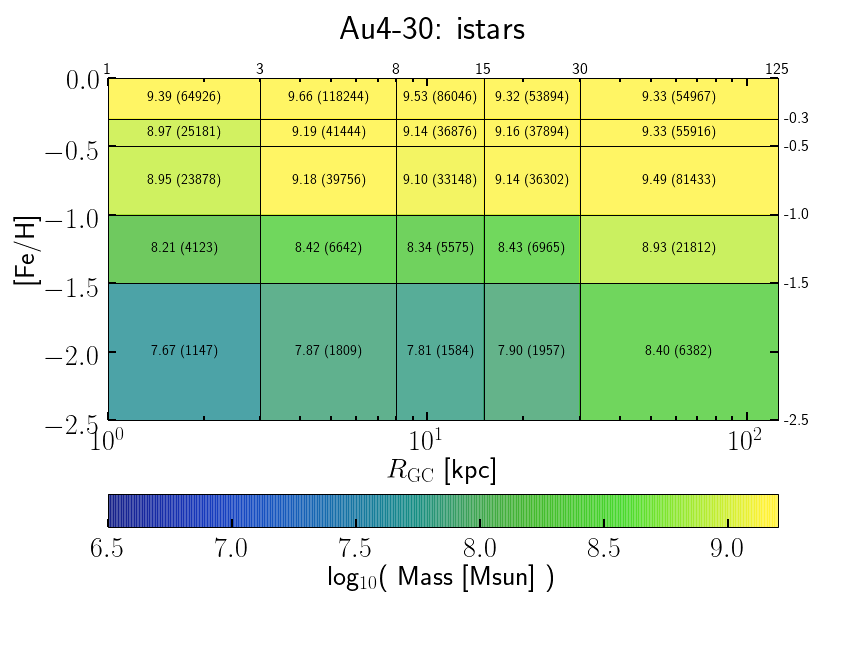 Au4-30: istars
1 3 8 15 30 125
0.0
9.39 (64926) 9.66 (118244) 9.53 (86046) 9.32 (53894) 9.33 (54967)
-0.3
8.97 (25181) 9.19 (41444) 9.14 (36876) 9.16 (37894) 9.33 (55916)
−0.5 -0.5
8.95 (23878) 9.18 (39756) 9.10 (33148) 9.14 (36302) 9.49 (81433)
−1.0 -1.0
[Fe/H]
8.21 (4123) 8.42 (6642) 8.34 (5575) 8.43 (6965) 8.93 (21812)
−1.5 -1.5
7.67 (1147) 7.87 (1809) 7.81 (1584) 7.90 (1957) 8.40 (6382)
−2.0
−2.5 -2.5
10⁰ 10¹ 10²
R_GC [kpc]
6.5 7.0 7.5 8.0 8.5 9.0
log₁₀( Mass [Msun] )